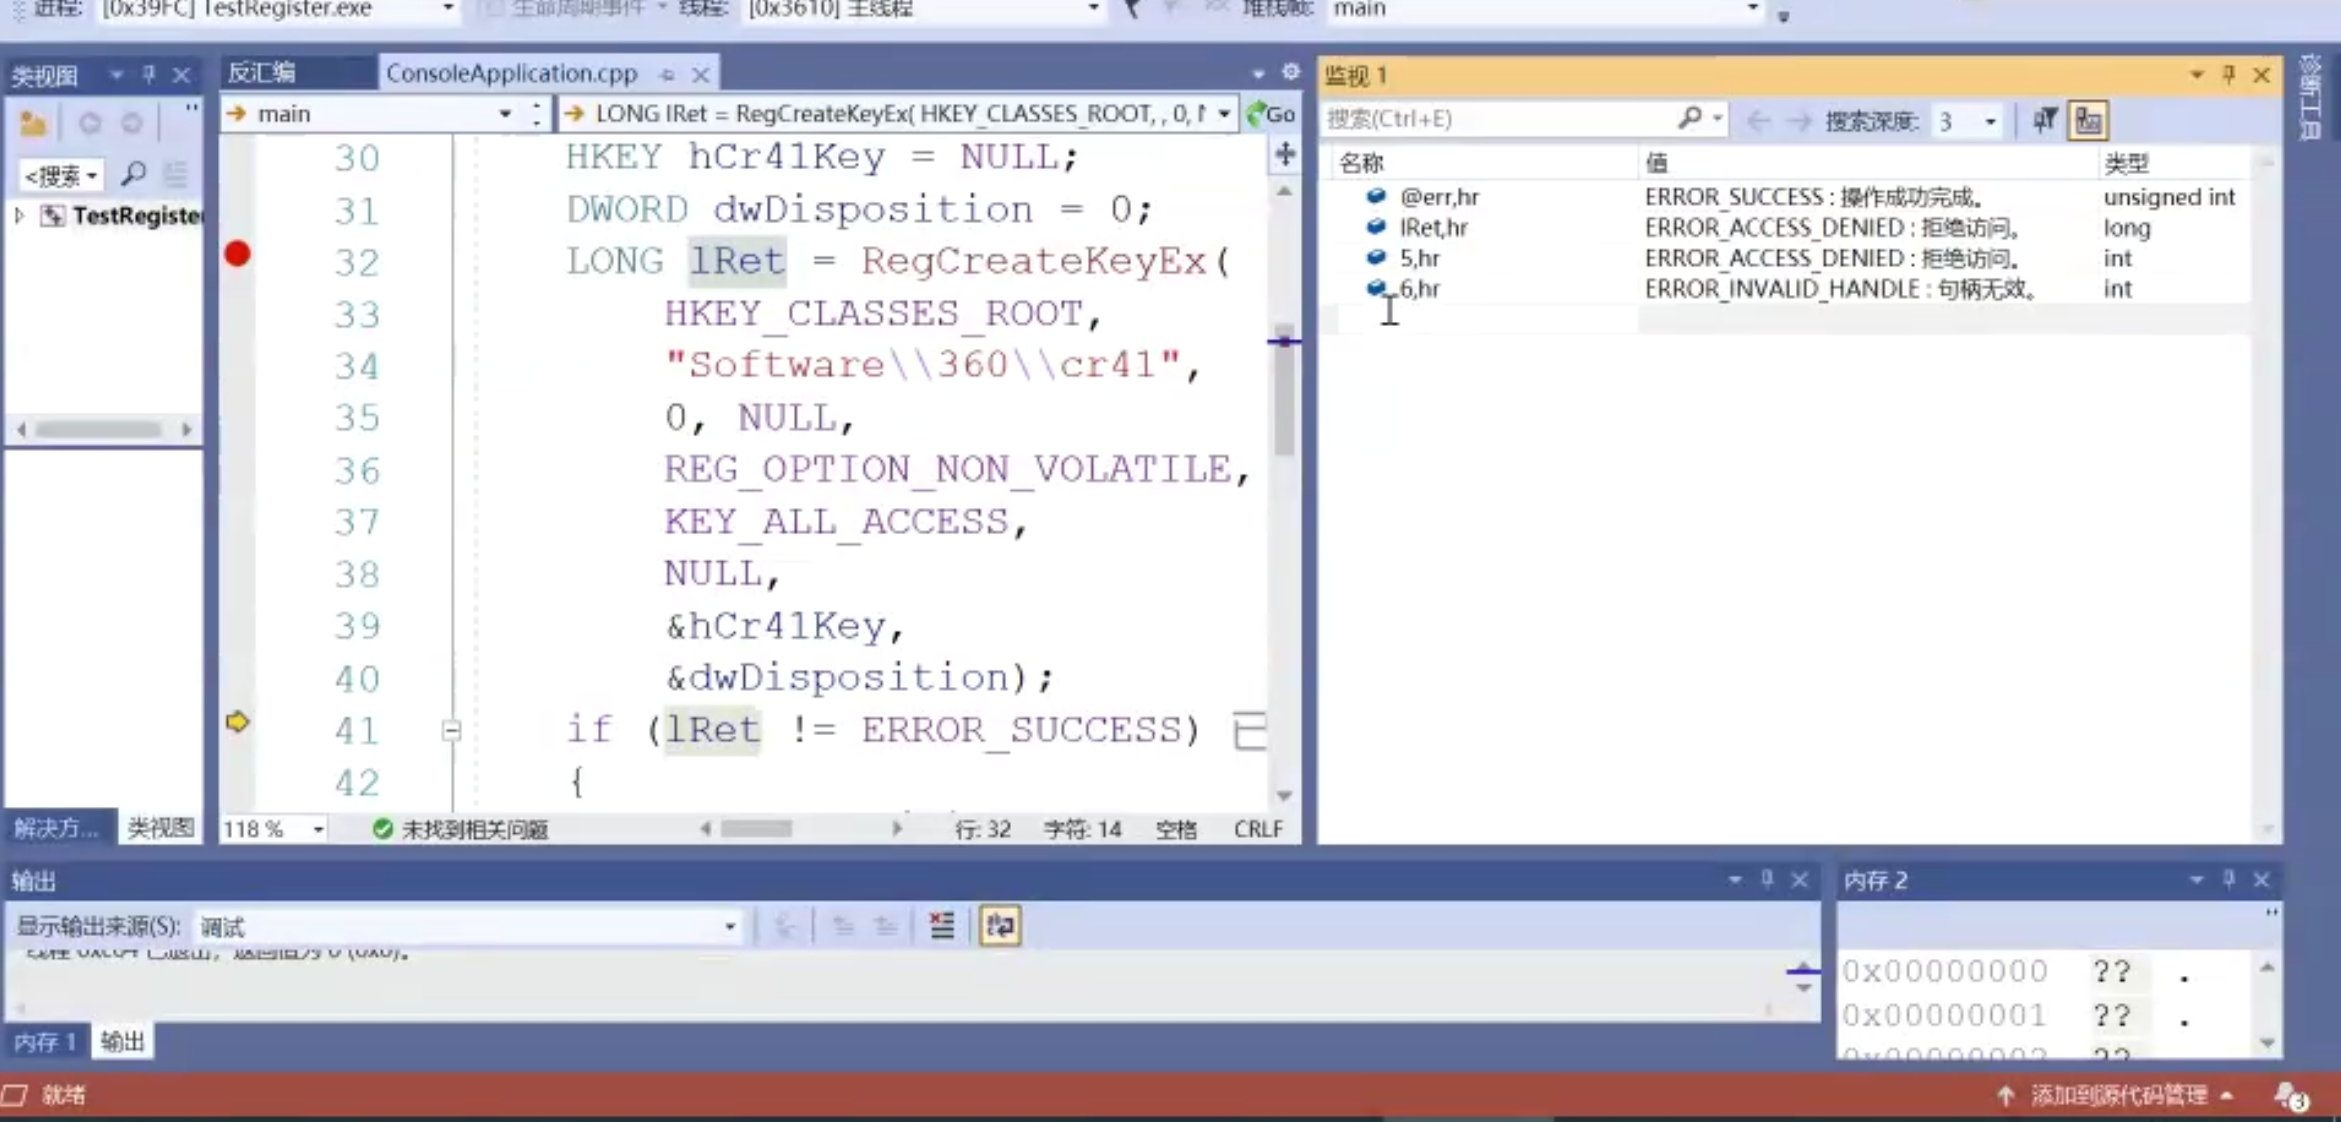 进程: [0x39FC] TestRegister.exe 生命周期事件 线程: [0x3610] 主线程 堆栈帧: main
类视图
反汇编 ConsoleApplication.cpp
监视 1
诊断工具
main
LONG lRet = RegCreateKeyEx( HKEY_CLASSES_ROOT, , 0, Go
搜索(Ctrl+E) 搜索深度: 3
<搜索
TestRegiste
30 HKEY hCr41Key = NULL;
31 DWORD dwDisposition = 0;
32 LONG lRet = RegCreateKeyEx(
33 HKEY_CLASSES_ROOT,
34 "Software\\360\\cr41",
35 0, NULL,
36 REG_OPTION_NON_VOLATILE,
37 KEY_ALL_ACCESS,
38 NULL,
39 &hCr41Key,
40 &dwDisposition);
41 if (lRet != ERROR_SUCCESS)
42 {
名称 值 类型
@err,hr ERROR_SUCCESS : 操作成功完成。 unsigned int
lRet,hr ERROR_ACCESS_DENIED : 拒绝访问。 long
5,hr ERROR_ACCESS_DENIED : 拒绝访问。 int
6,hr ERROR_INVALID_HANDLE : 句柄无效。 int
解决方... 类视图
118 % 未找到相关问题 行: 32 字符: 14 空格 CRLF
输出
显示输出来源(S): 调试
内存 1 输出
内存 2
0x00000000 ?? .
0x00000001 ?? .
0x00000002 ??
就绪
添加到源代码管理 3